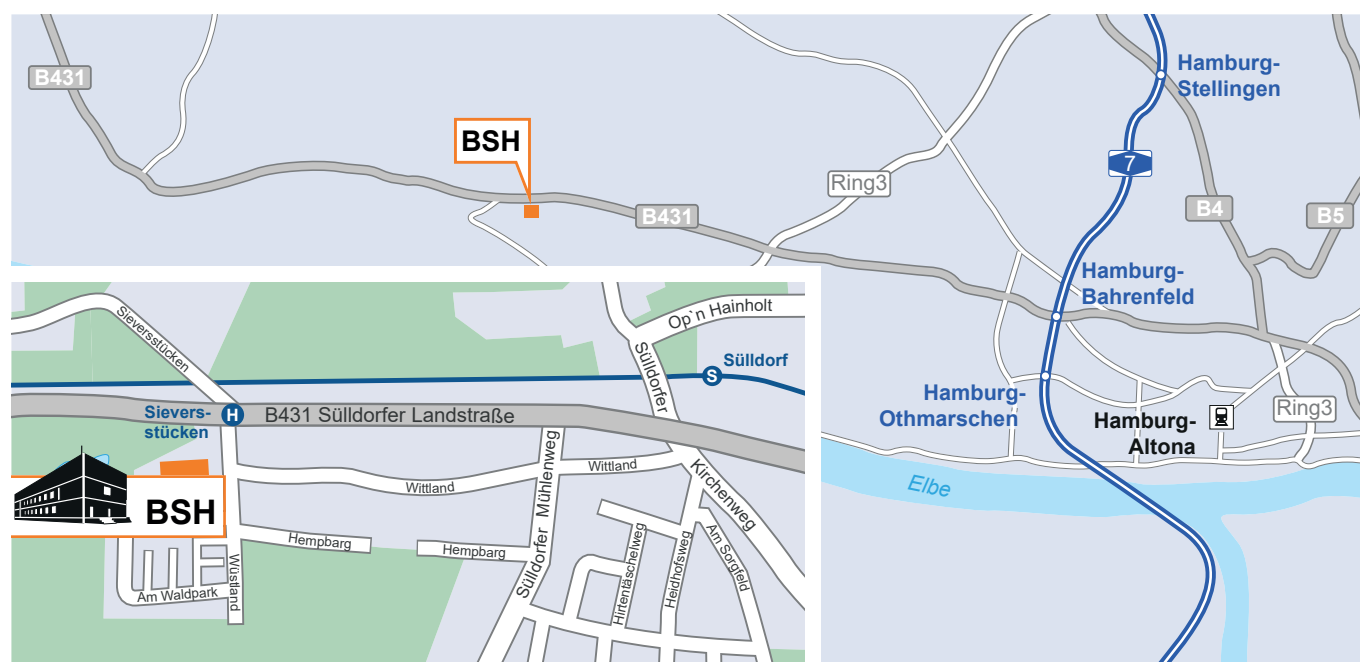 B431
BSH
B431
Ring3
Hamburg-
Stellingen
7
B4
B5
Hamburg-
Bahrenfeld
Hamburg-
Othmarschen
Hamburg-
Altona
Ring3
Elbe
Sieversstücken
Op`n Hainholt
Sülldorfer
Kirchenweg
S
Sülldorf
Sievers-
stücken
H
B431 Sülldorfer Landstraße
Sülldorfer Mühlenweg
Wittland
Wittland
BSH
Hempbarg
Hempbarg
Wüstland
Am Waldpark
Hirtentäschelweg
Heidhofsweg
Am Sorgfeld